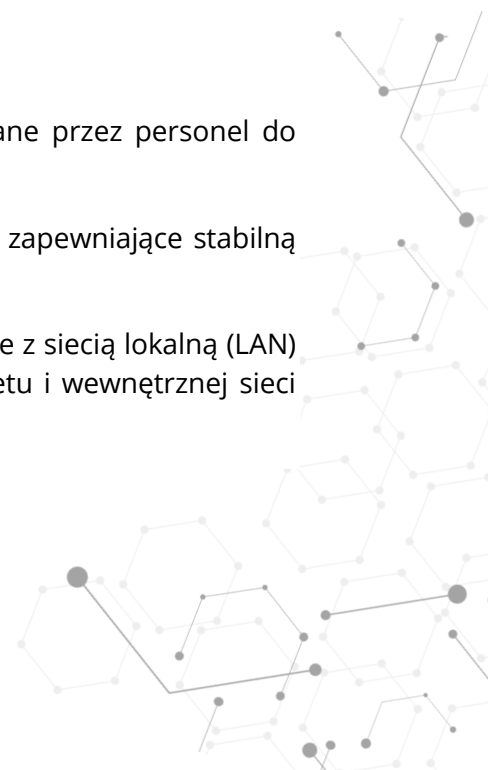 ane przez personel do
zapewniające stabilną
e z siecią lokalną (LAN)
etu i wewnętrznej sieci